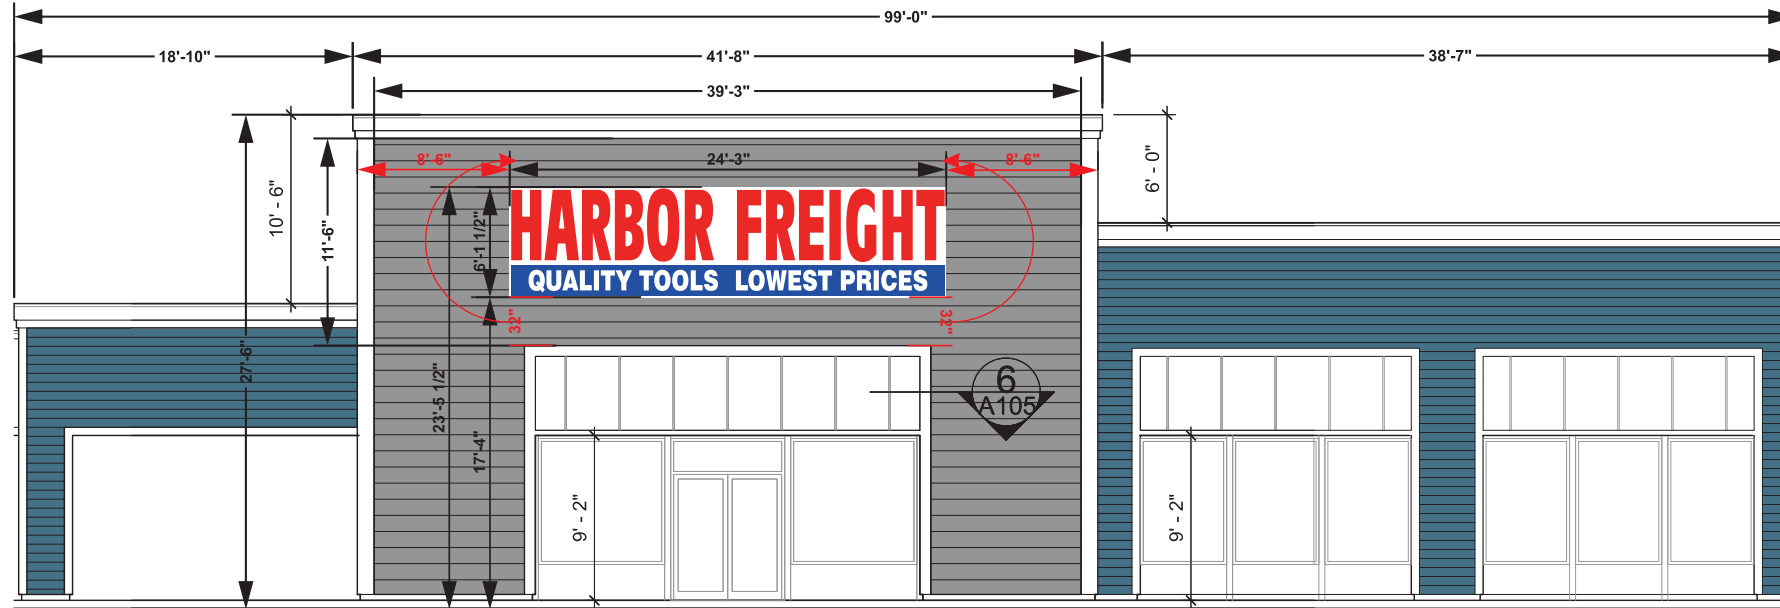 99'-0"
18'-10"
41'-8"
38'-7"
39'-3"
8'-6"
24'-3"
8'-6"
6' - 0"
10' - 6"
11'-6"
6'-1 1/2"
HARBOR FREIGHT
QUALITY TOOLS LOWEST PRICES
32"
32"
27'-6"
23'-5 1/2"
17'-4"
6
A105
9' - 2"
9' - 2"